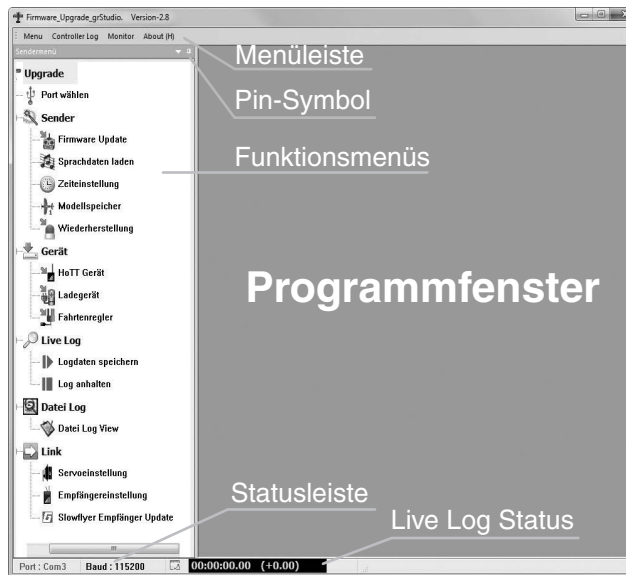 Firmware_Upgrade_grStudio. Version-2.8
Menu Controller Log Monitor About (H)
Sendermenü
Menüleiste
Upgrade
Port wählen
Pin-Symbol
Sender
Firmware Update
Sprachdaten laden
Funktionsmenüs
Zeiteinstellung
Modellspeicher
Wiederherstellung
Gerät
HoTT Gerät
Ladegerät
Fahrtenregler
Programmfenster
Live Log
Logdaten speichern
Log anhalten
Datei Log
Datei Log View
Link
Servoeinstellung
Empfängereinstellung
Slowflyer Empfänger Update
Statusleiste
Live Log Status
Port : Com3 Baud : 115200 00:00:00.00 (+0.00)